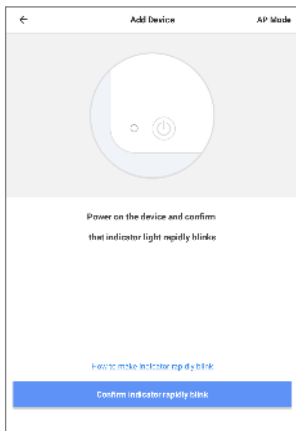 Add Device
AP Mode
Power on the device and confirm
that indicator light rapidly blinks
How to make indicator rapidly blink
Confirm indicator rapidly blink